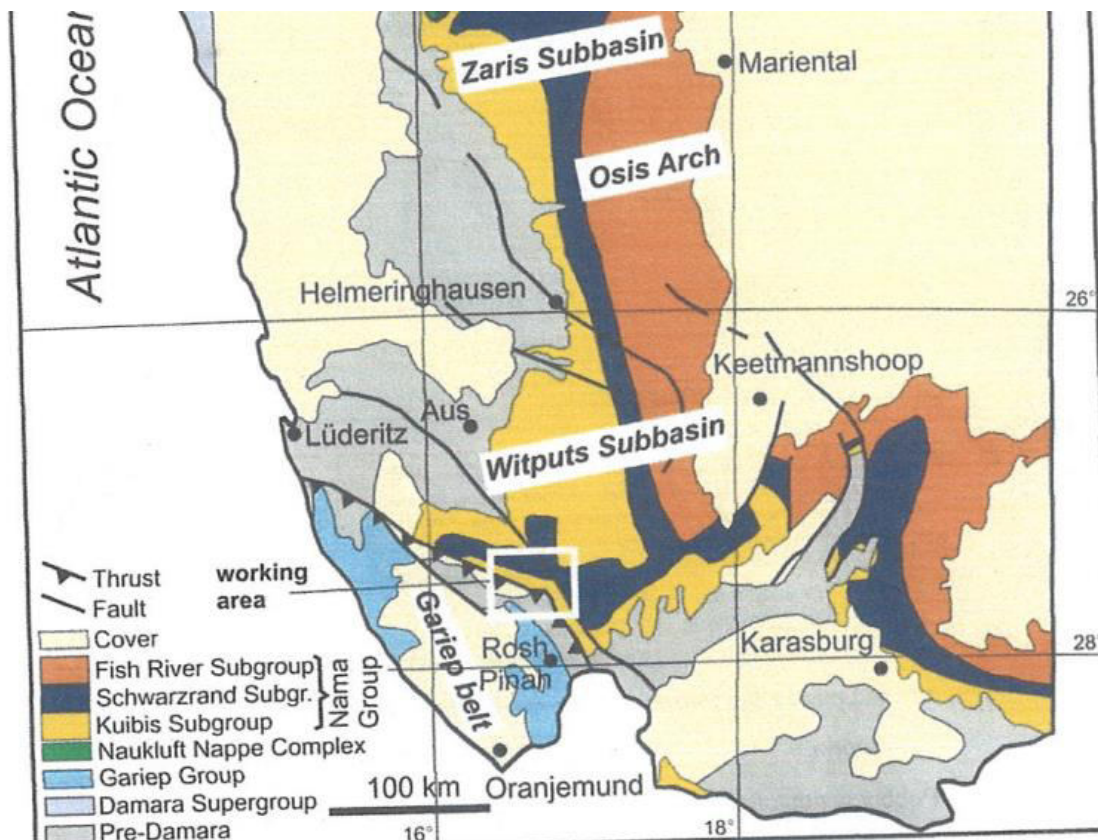 Atlantic Ocean
Zaris Subbasin
Mariental
Osis Arch
Helmeringhausen
26°
Keetmannshoop
Aus
Lüderitz
Witputs Subbasin
Thrust
Fault
working
area
Gariep belt
Rosh
Pinah
Karasburg
28°
Cover
Fish River Subgroup
Schwarzrand Subgr.
Kuibis Subgroup
Nama
Group
Naukluft Nappe Complex
Gariep Group
Damara Supergroup
Pre-Damara
100 km
Oranjemund
16°
18°